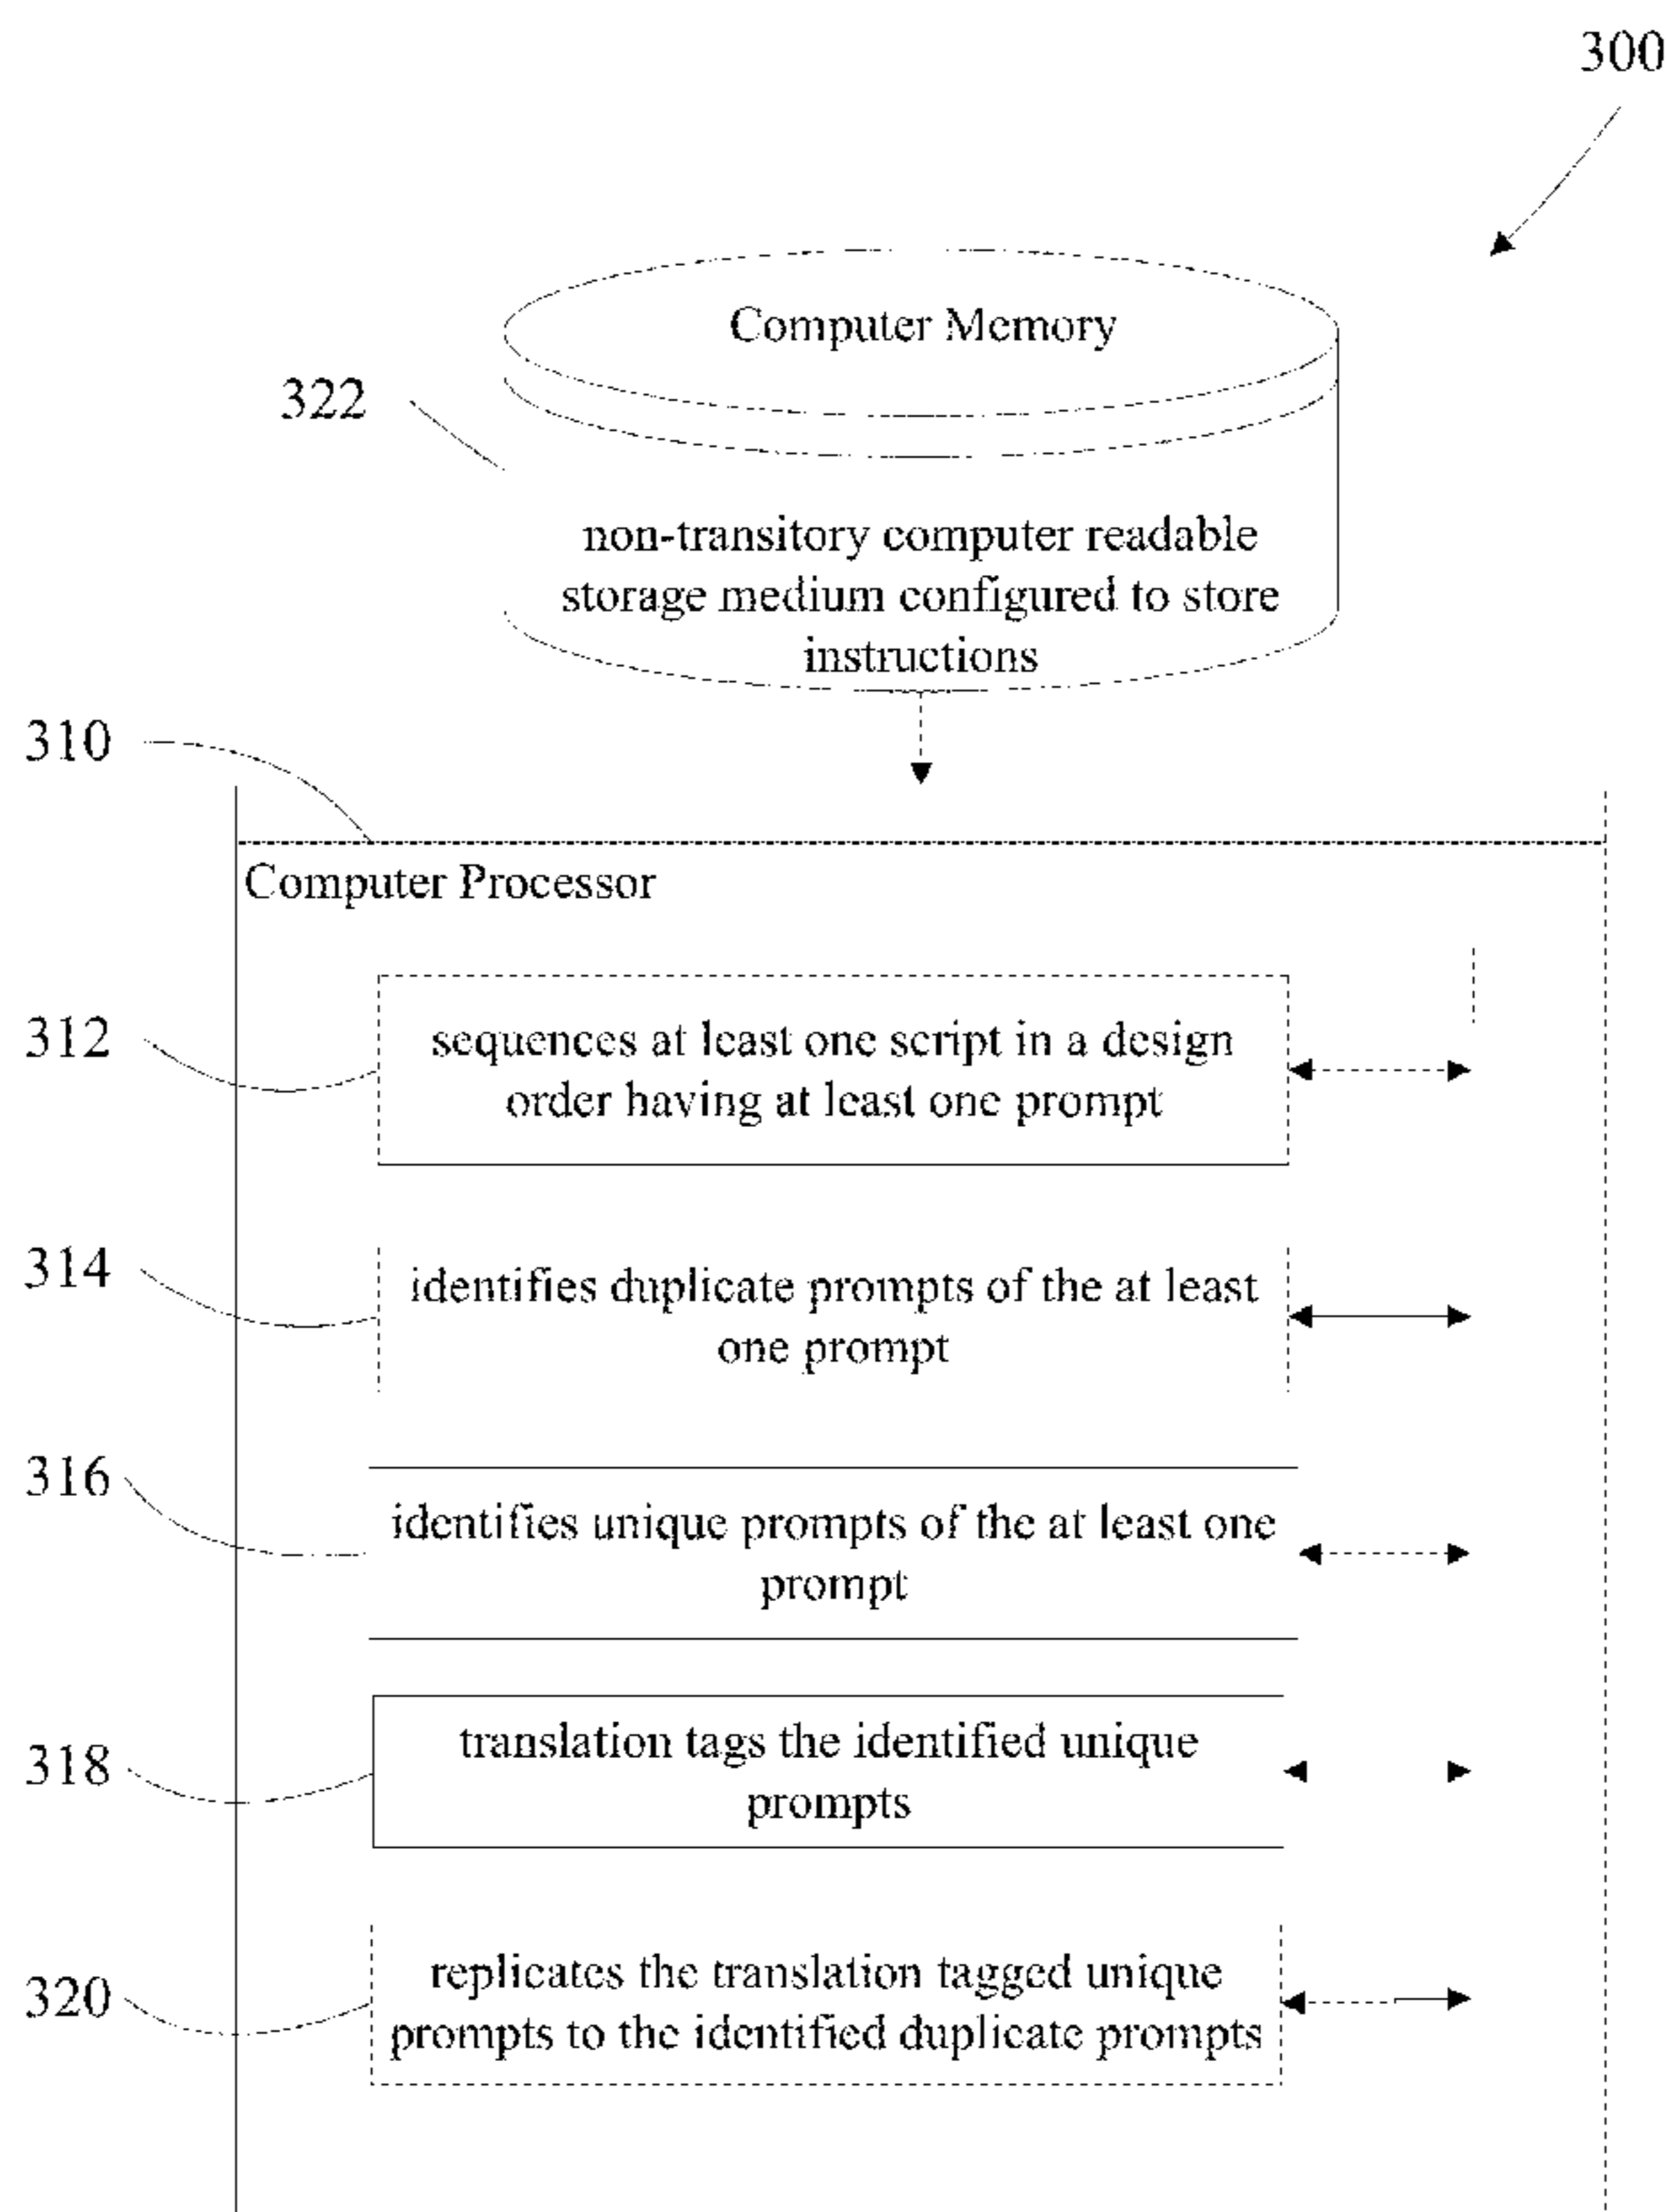 300
Computer Memory
322
non-transitory computer readable
storage medium configured to store
instructions
310
Computer Processor
312
sequences at least one script in a design
order having at least one prompt
314
identifies duplicate prompts of the at least
one prompt
316
identifies unique prompts of the at least one
prompt
318
translation tags the identified unique
prompts
320
replicates the translation tagged unique
prompts to the identified duplicate prompts